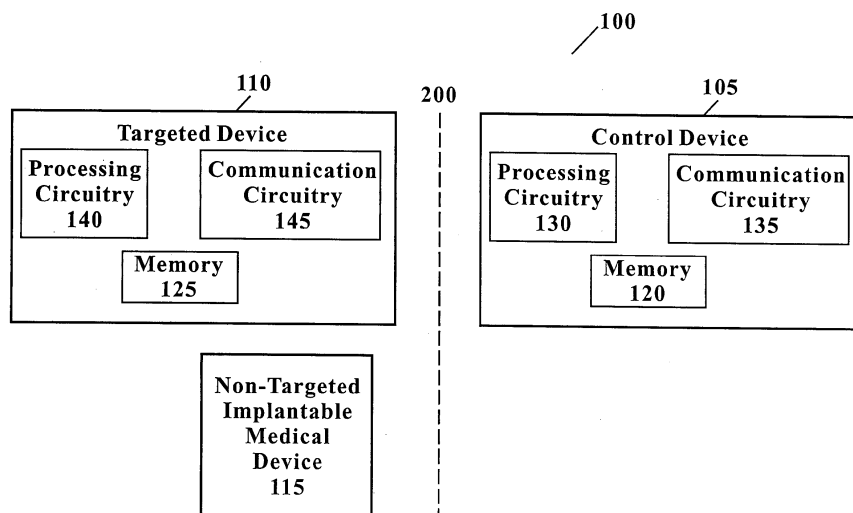 100
110
200
105
Targeted Device
Processing
Circuitry
140
Communication
Circuitry
145
Memory
125
Control Device
Processing
Circuitry
130
Communication
Circuitry
135
Memory
120
Non-Targeted
Implantable
Medical
Device
115